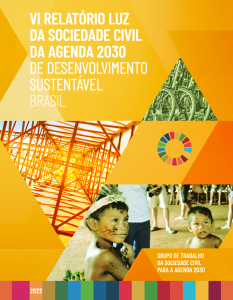 VI RELATÓRIO LUZ
DA SOCIEDADE CIVIL
DA AGENDA 2030
DE DESENVOLVIMENTO
SUSTENTÁVEL
BRASIL
GRUPO DE TRABALHO
DA SOCIEDADE CIVIL
PARA A AGENDA 2030
2022